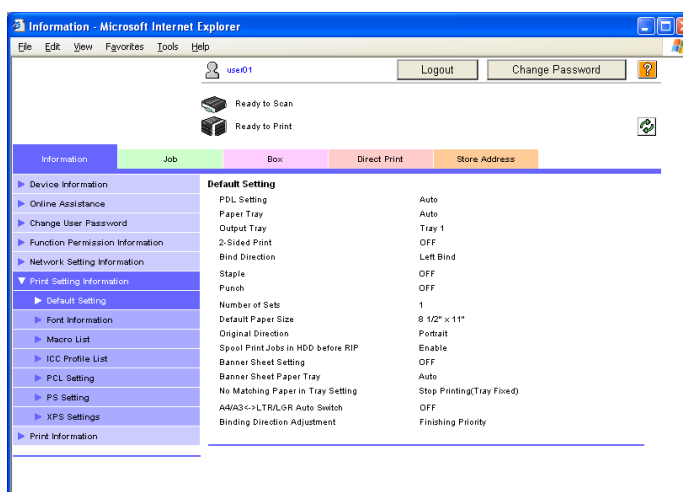 Information - Microsoft Internet Explorer
File Edit View Favorites Tools Help
user01 Logout Change Password ?
Ready to Scan
Ready to Print
Information Job Box Direct Print Store Address
Device Information
Online Assistance
Change User Password
Function Permission Information
Network Setting Information
Print Setting Information
Default Setting
Font Information
Macro List
ICC Profile List
PCL Setting
PS Setting
XPS Settings
Print Information
Default Setting
PDL Setting Auto
Paper Tray Auto
Output Tray Tray 1
2-Sided Print OFF
Bind Direction Left Bind
Staple OFF
Punch OFF
Number of Sets 1
Default Paper Size 8 1/2" x 11"
Original Direction Portrait
Spool Print Jobs in HDD before RIP Enable
Banner Sheet Setting OFF
Banner Sheet Paper Tray Auto
No Matching Paper in Tray Setting Stop Printing(Tray Fixed)
A4/A3<->LTR/LGR Auto Switch OFF
Binding Direction Adjustment Finishing Priority